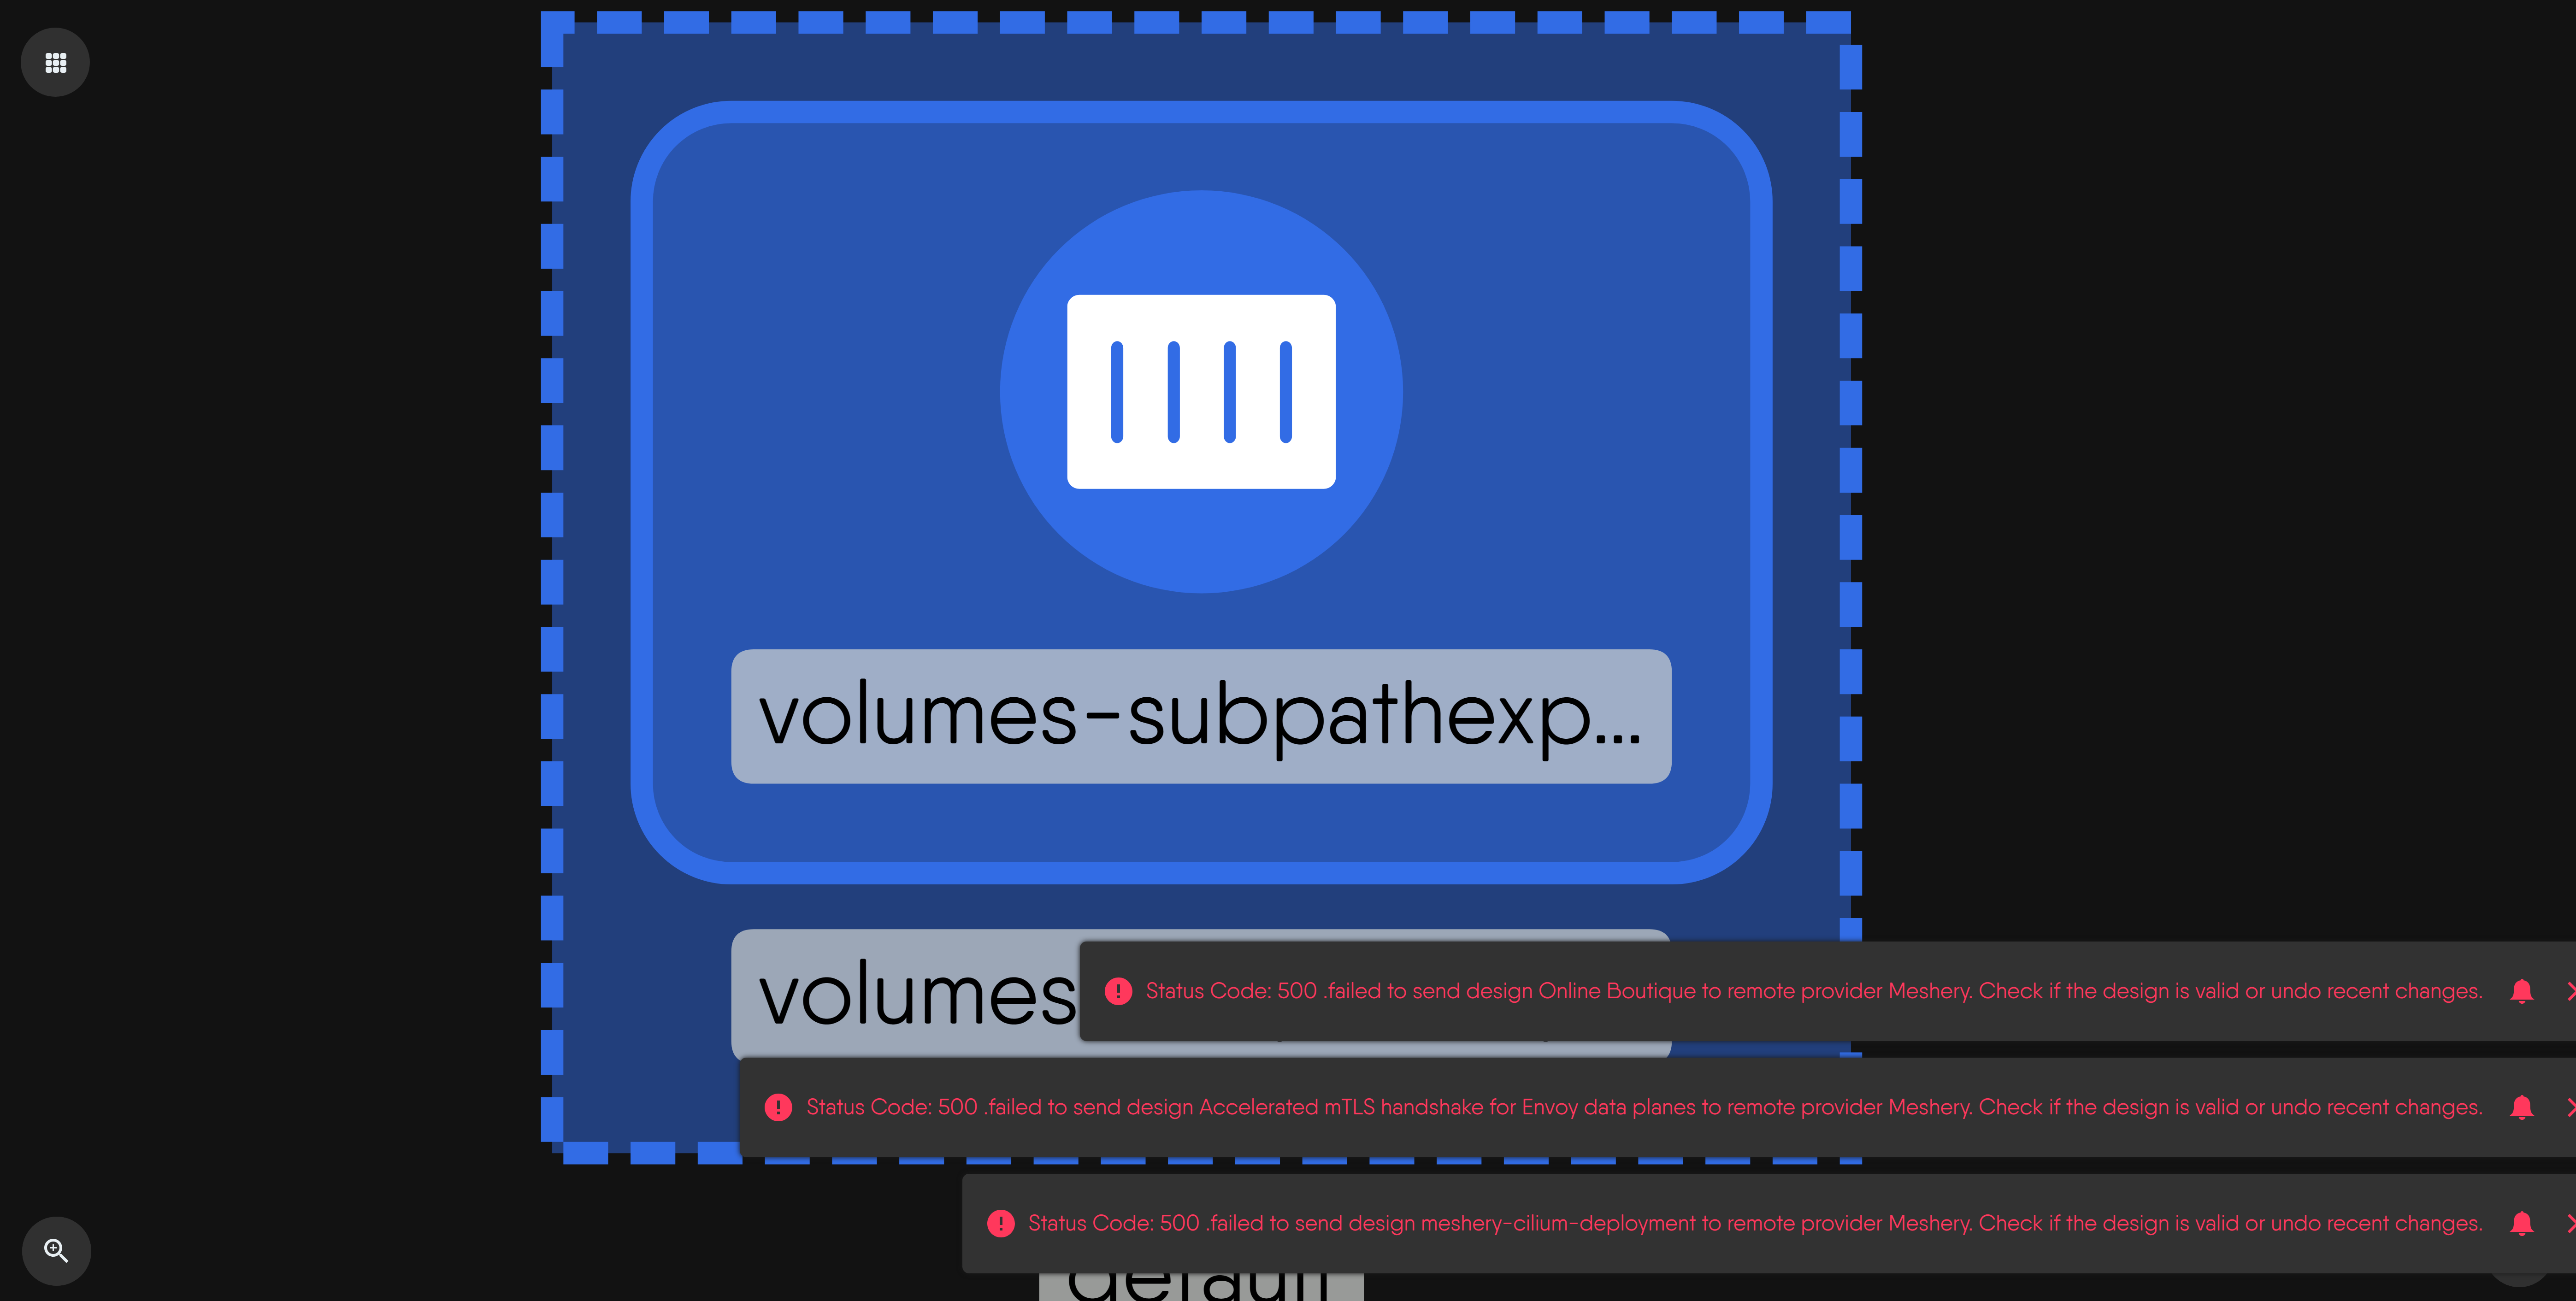 volumes-subpathexp...
volumes
Status Code: 500 .failed to send design Online Boutique to remote provider Meshery. Check if the design is valid or undo recent changes.
Status Code: 500 .failed to send design Accelerated mTLS handshake for Envoy data planes to remote provider Meshery. Check if the design is valid or undo recent changes.
Status Code: 500 .failed to send design meshery-cilium-deployment to remote provider Meshery. Check if the design is valid or undo recent changes.
default